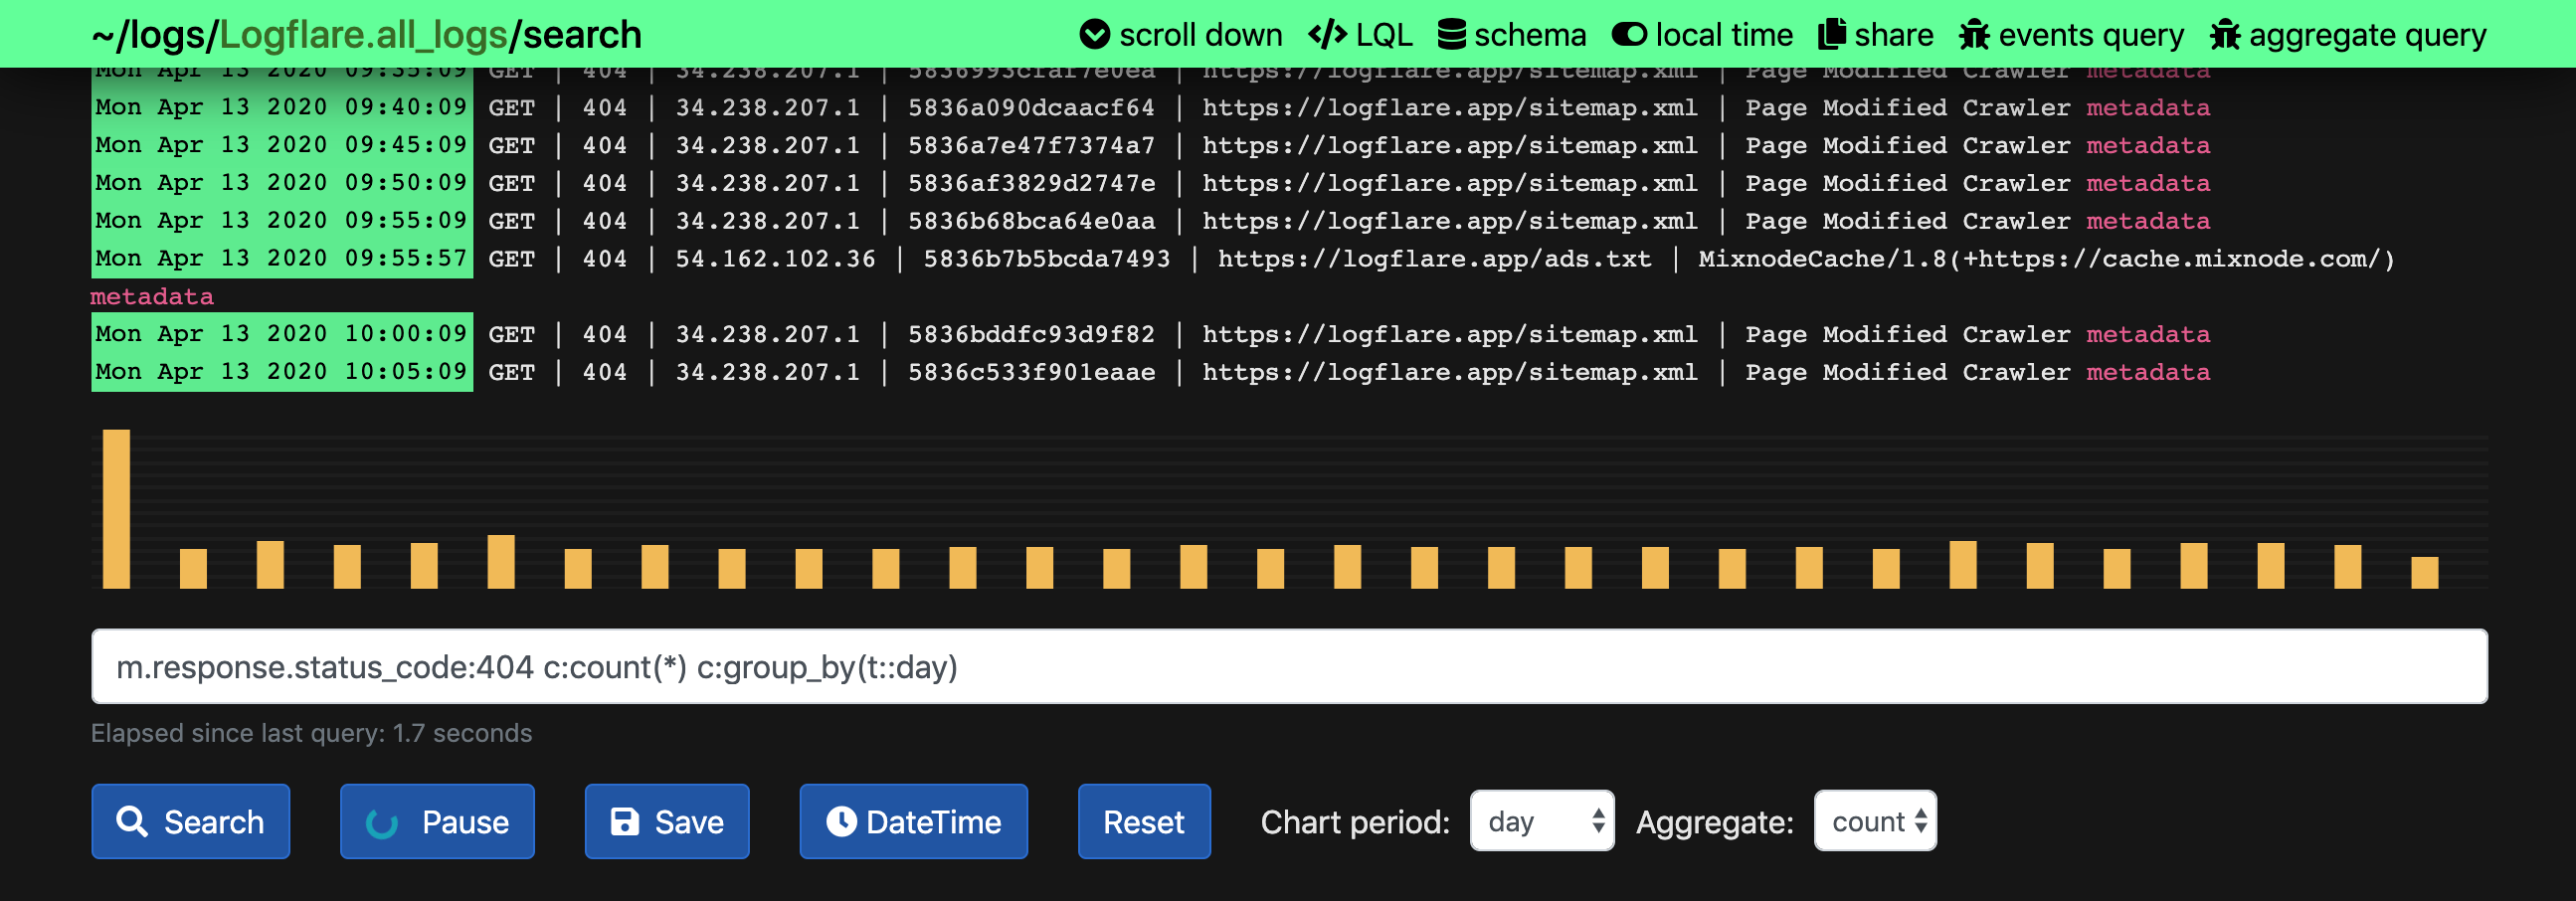 ~/logs/Logflare.all_logs/search scroll down LQL schema local time share events query aggregate query
Mon Apr 13 2020 09:35:09 GET | 404 | 34.238.207.1 | 5836993cfaf7e0ea | https://logflare.app/sitemap.xml | Page Modified Crawler metadata
Mon Apr 13 2020 09:40:09 GET | 404 | 34.238.207.1 | 5836a090dcaacf64 | https://logflare.app/sitemap.xml | Page Modified Crawler metadata
Mon Apr 13 2020 09:45:09 GET | 404 | 34.238.207.1 | 5836a7e47f7374a7 | https://logflare.app/sitemap.xml | Page Modified Crawler metadata
Mon Apr 13 2020 09:50:09 GET | 404 | 34.238.207.1 | 5836af3829d2747e | https://logflare.app/sitemap.xml | Page Modified Crawler metadata
Mon Apr 13 2020 09:55:09 GET | 404 | 34.238.207.1 | 5836b68bca64e0aa | https://logflare.app/sitemap.xml | Page Modified Crawler metadata
Mon Apr 13 2020 09:55:57 GET | 404 | 54.162.102.36 | 5836b7b5bcda7493 | https://logflare.app/ads.txt | MixnodeCache/1.8(+https://cache.mixnode.com/)
metadata
Mon Apr 13 2020 10:00:09 GET | 404 | 34.238.207.1 | 5836bddfc93d9f82 | https://logflare.app/sitemap.xml | Page Modified Crawler metadata
Mon Apr 13 2020 10:05:09 GET | 404 | 34.238.207.1 | 5836c533f901eaae | https://logflare.app/sitemap.xml | Page Modified Crawler metadata
m.response.status_code:404 c:count(*) c:group_by(t::day)
Elapsed since last query: 1.7 seconds
Search Pause Save DateTime Reset Chart period: day Aggregate: count